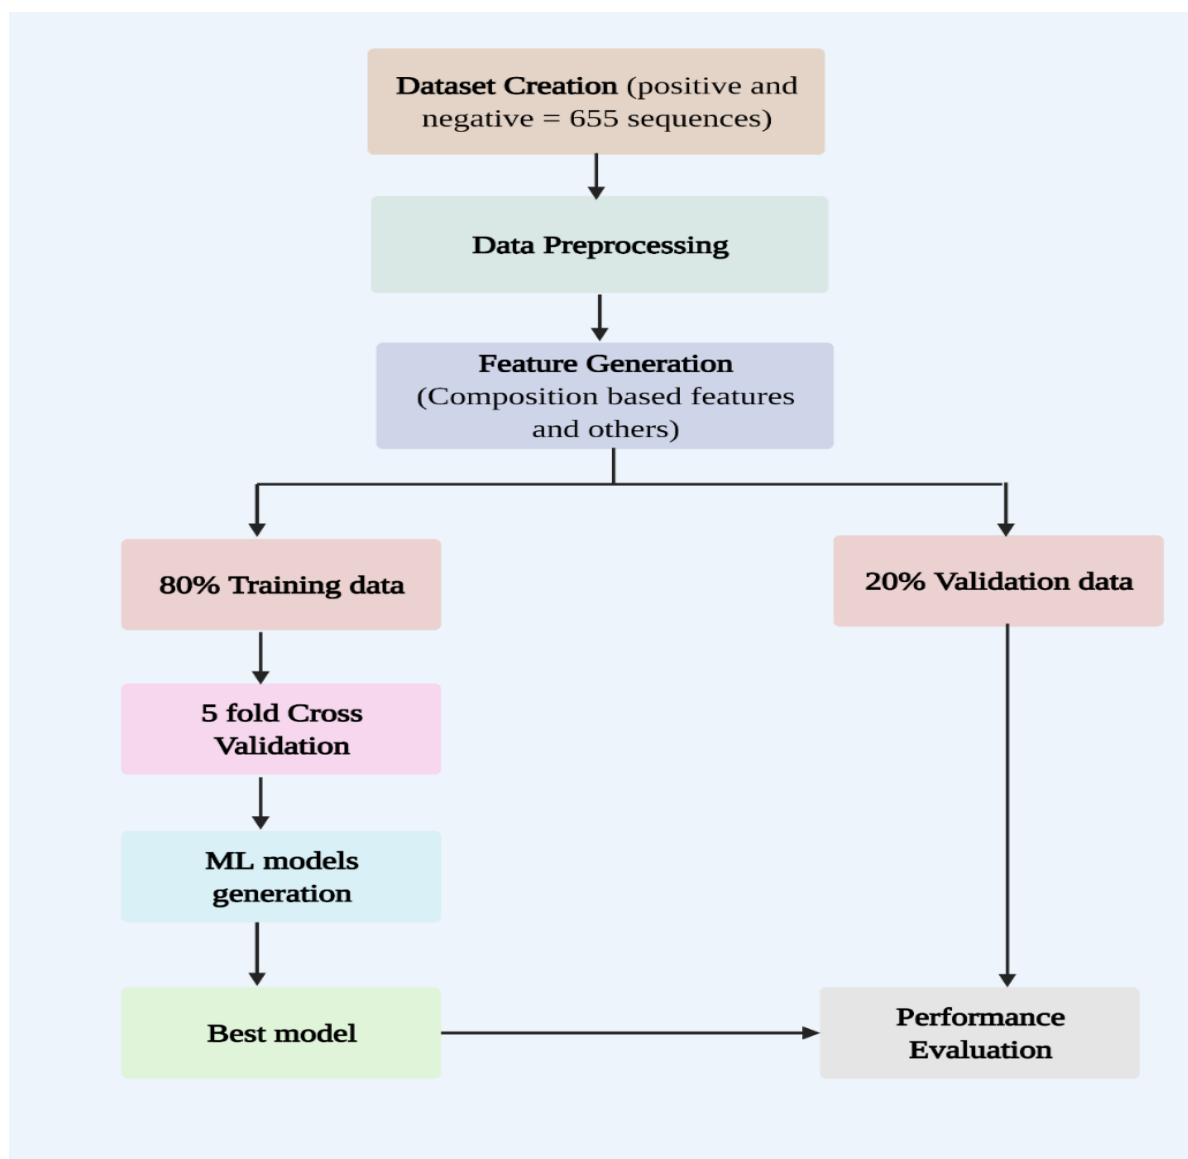 Dataset Creation (positive and
negative = 655 sequences)
Data Preprocessing
Feature Generation
(Composition based features
and others)
80% Training data
20% Validation data
5 fold Cross
Validation
ML models
generation
Best model
Performance
Evaluation